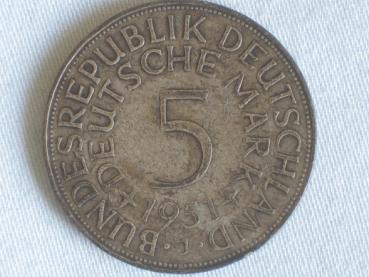 BUNDESREPUBLIK DEUTSCHLAND
DEUTSCHE MARK
5
1951
J